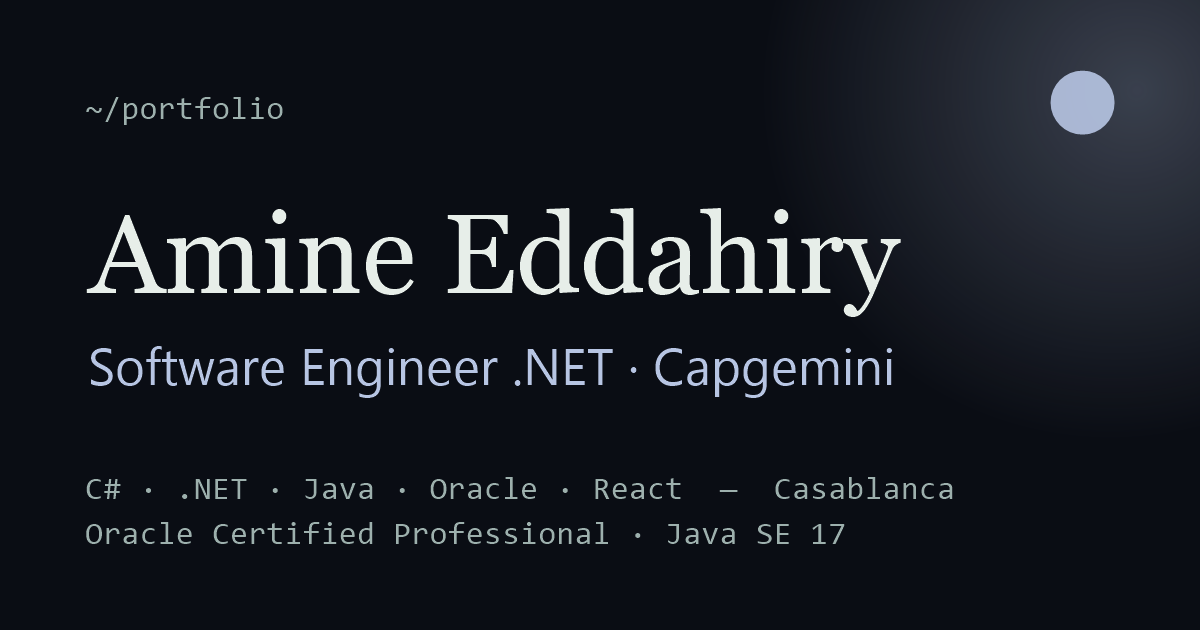 ~/portfolio
Amine Eddahiry
Software Engineer .NET · Capgemini
C# · .NET · Java · Oracle · React — Casablanca
Oracle Certified Professional · Java SE 17